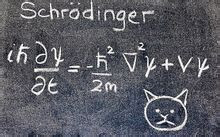 Schrödinger
iħ ∂ψ/∂t = -ħ²/2m ∇²ψ + Vψ